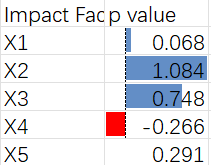 Impact Fac p value
X1 0.068
X2 1.084
X3 0.748
X4 -0.266
X5 0.291